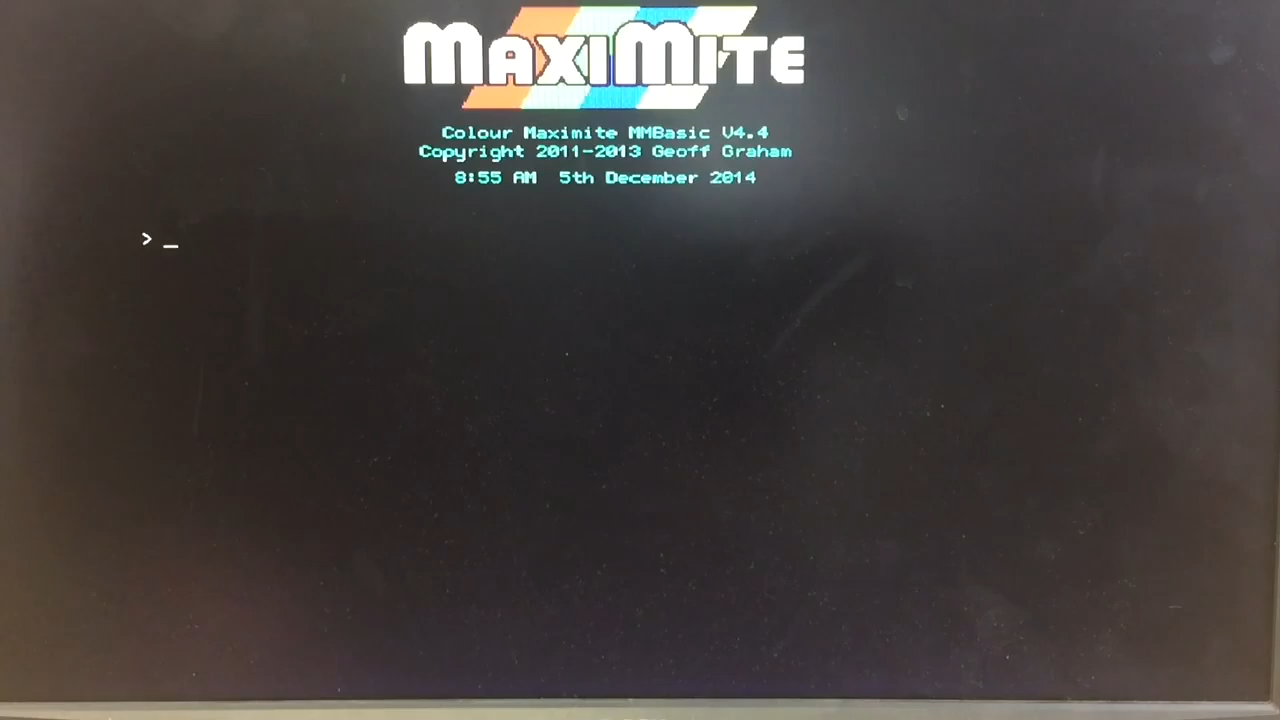 MAXIMITE
Colour Maximite MMBasic V4.4
Copyright 2011-2013 Geoff Graham
8:55 AM 5th December 2014
> _